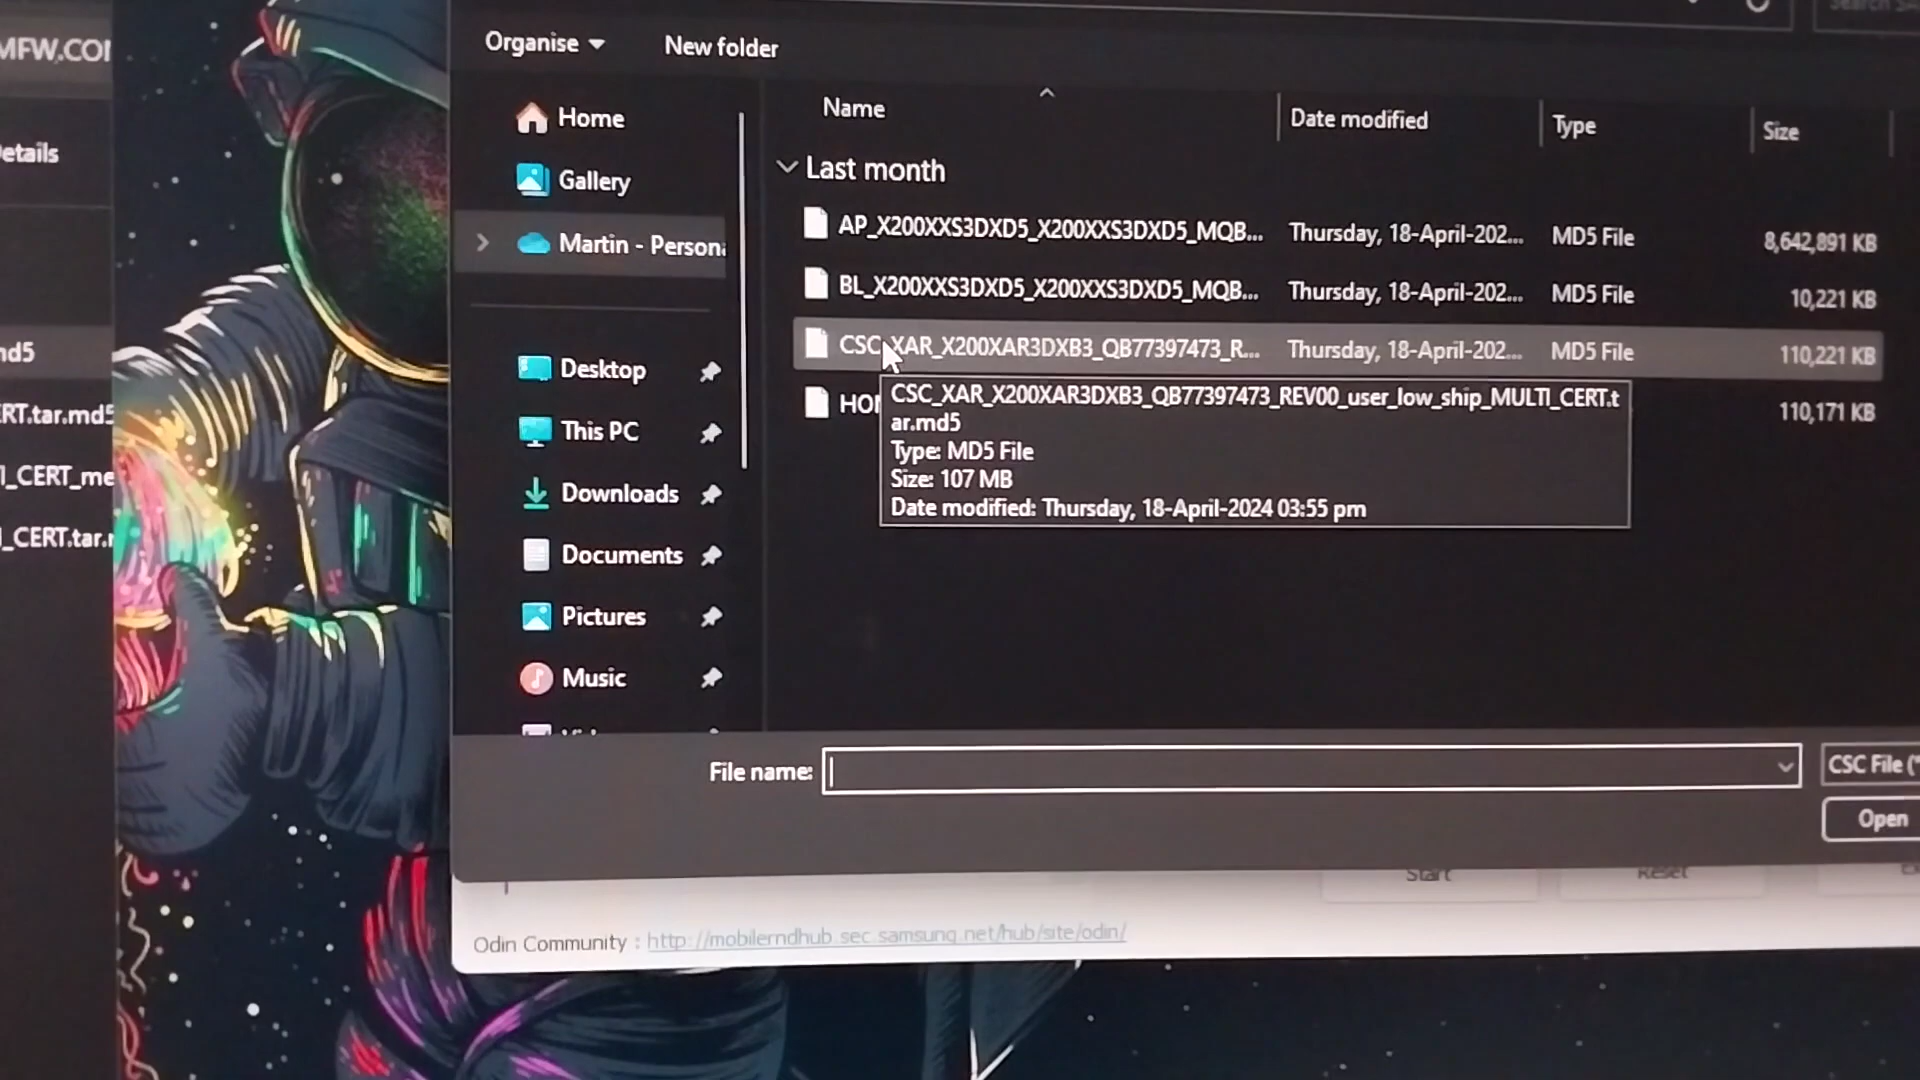 MFW.COM
Organise
New folder
Name
Date modified
Type
Size
etails
Home
Gallery
Martin - Persona
Last month
AP_X200XXS3DXD5_X200XXS3DXD5_MQB... Thursday, 18-April-202... MD5 File 8,642,891 KB
BL_X200XXS3DXD5_X200XXS3DXD5_MQB... Thursday, 18-April-202... MD5 File 10,221 KB
CSC_XAR_X200XAR3DXB3_QB77397473_R... Thursday, 18-April-202... MD5 File 110,221 KB
HO
110,171 KB
CSC_XAR_X200XAR3DXB3_QB77397473_REV00_user_low_ship_MULTI_CERT.t
ar.md5
Type: MD5 File
Size: 107 MB
Date modified: Thursday, 18-April-2024 03:55 pm
Desktop
This PC
Downloads
Documents
Pictures
Music
nd5
RT.tar.md5
I_CERT_me
_CERT.tar.
File name:
CSC File (
Open
Start
Reset
Odin Community : http://mobilerndhub.sec.samsung.net/hub/site/odin/